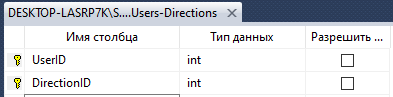 DESKTOP-LASRP7K\S....Users-Directions
Имя столбца Тип данных Разрешить ...
UserID int
DirectionID int